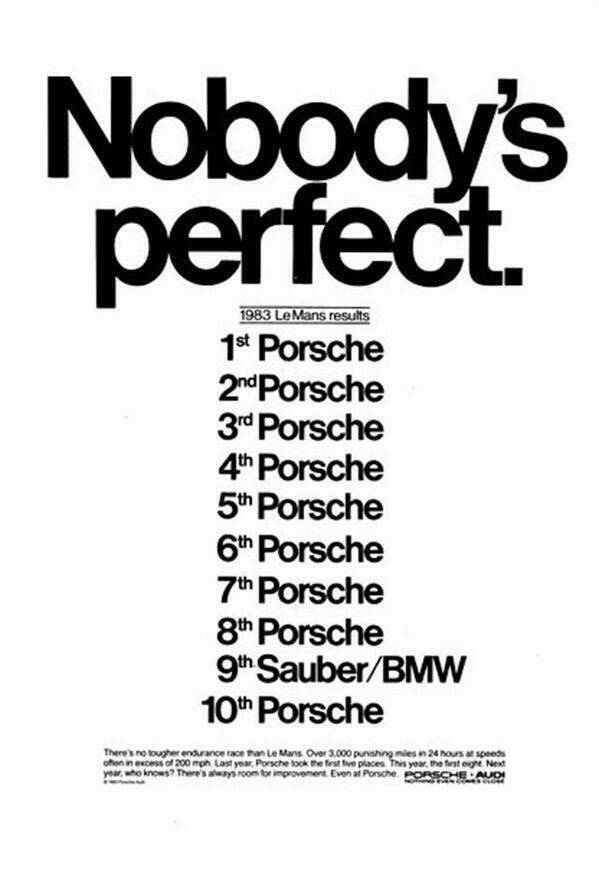 Nobody's
perfect.
1983 Le Mans results
1st Porsche
2nd Porsche
3rd Porsche
4th Porsche
5th Porsche
6th Porsche
7th Porsche
8th Porsche
9th Sauber/BMW
10th Porsche
There's no tougher endurance race than Le Mans. Over 3,000 punishing miles in 24 hours at speeds
often in excess of 200 mph. Last year, Porsche took the first five places. This year, the first eight. Next
year, who knows? There's always room for improvement. Even at Porsche. PORSCHE + AUDI
NOTHING EVEN COMES CLOSE